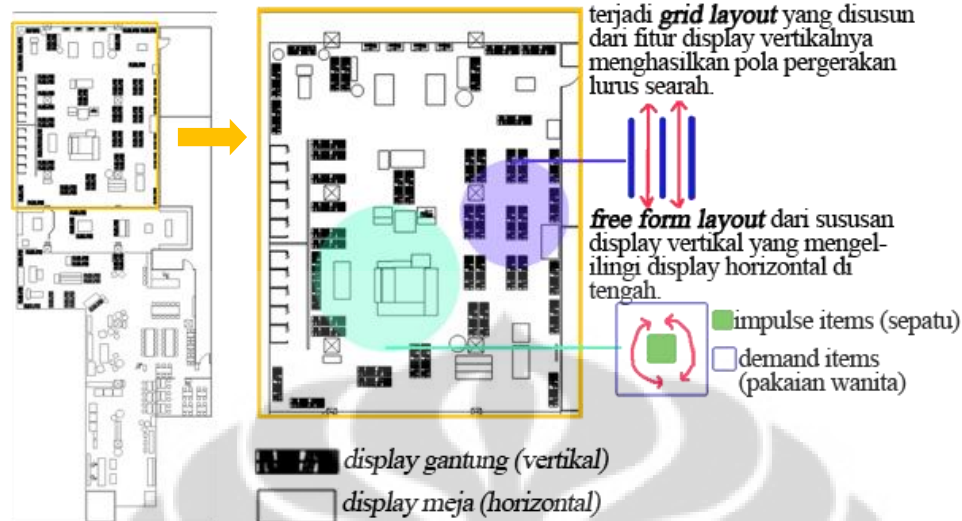 terjadi grid layout yang disusun
dari fitur display vertikalnya
menghasilkan pola pergerakan
lurus searah.
free form layout dari sususan
display vertikal yang mengel-
ilingi display horizontal di
tengah.
impulse items (sepatu)
demand items
(pakaian wanita)
display gantung (vertikal)
display meja (horizontal)